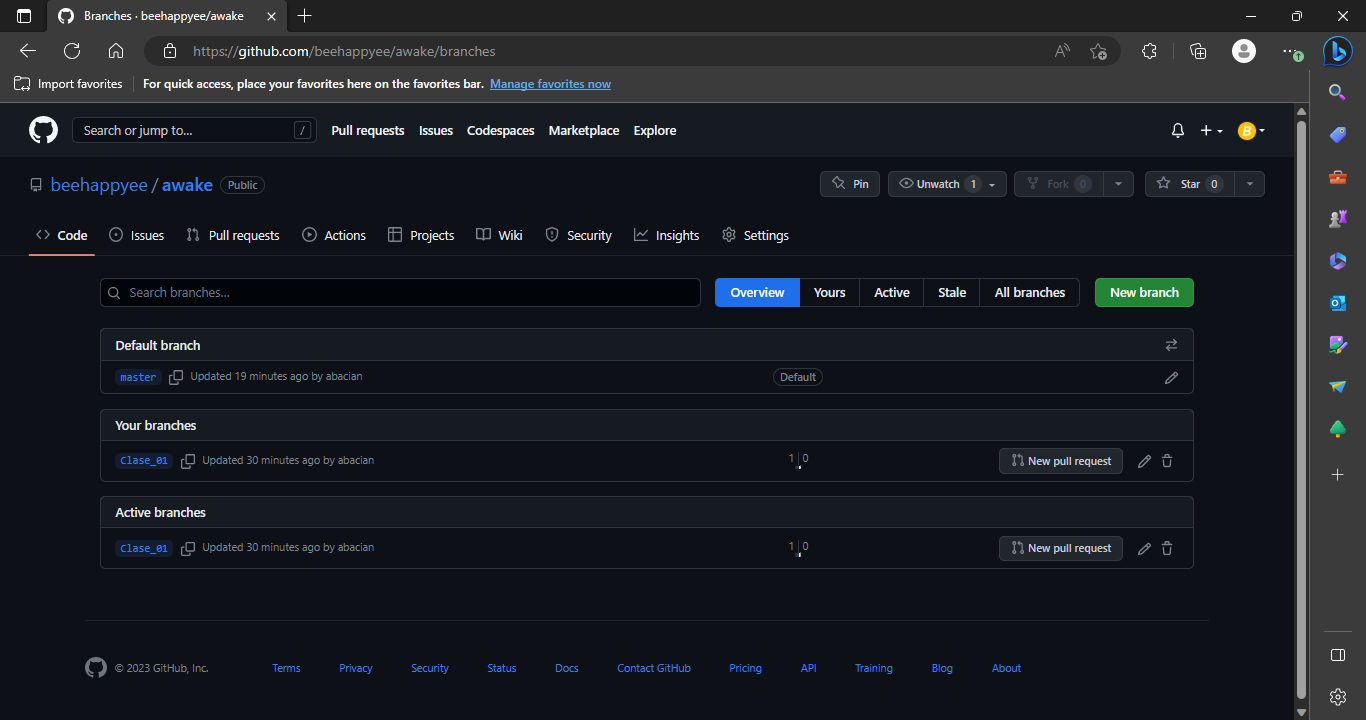 Branches · beehappyee/awake
https://github.com/beehappyee/awake/branches
Import favorites For quick access, place your favorites here on the favorites bar. Manage favorites now
Search or jump to... / Pull requests Issues Codespaces Marketplace Explore B
beehappyee / awake Public Pin Unwatch 1 Fork 0 Star 0
Code Issues Pull requests Actions Projects Wiki Security Insights Settings
Search branches... Overview Yours Active Stale All branches New branch
Default branch
master Updated 19 minutes ago by abacian Default
Your branches
Clase_01 Updated 30 minutes ago by abacian 1 0 New pull request
Active branches
Clase_01 Updated 30 minutes ago by abacian 1 0 New pull request
© 2023 GitHub, Inc. Terms Privacy Security Status Docs Contact GitHub Pricing API Training Blog About